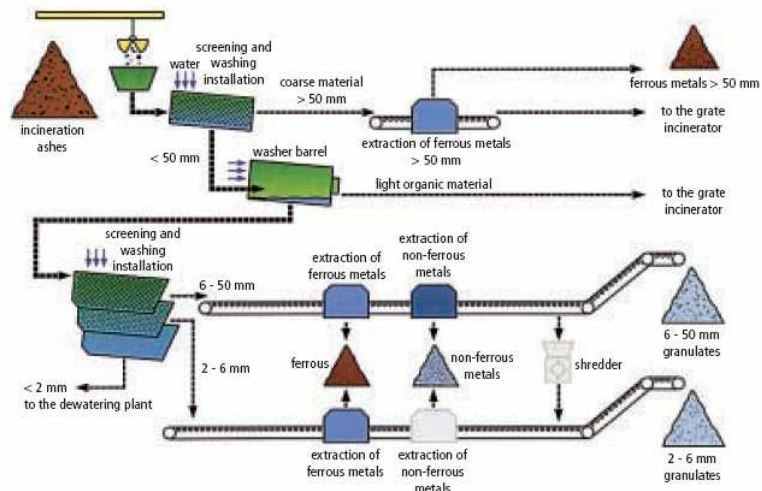 screening and
washing
installation
water
coarse material
> 50 mm
ferrous metals > 50 mm
incineration
ashes
extraction of ferrous metals
> 50 mm
to the grate
incinerator
< 50 mm
washer barrel
light organic material
to the grate
incinerator
screening and
washing
installation
6 - 50 mm
extraction of
ferrous metals
extraction of
non-ferrous
metals
2 - 6 mm
ferrous
non-ferrous
metals
shredder
6 - 50 mm
granulates
< 2 mm
to the dewatering plant
extraction of
ferrous metals
extraction of
non-ferrous
metals
2 - 6 mm
granulates